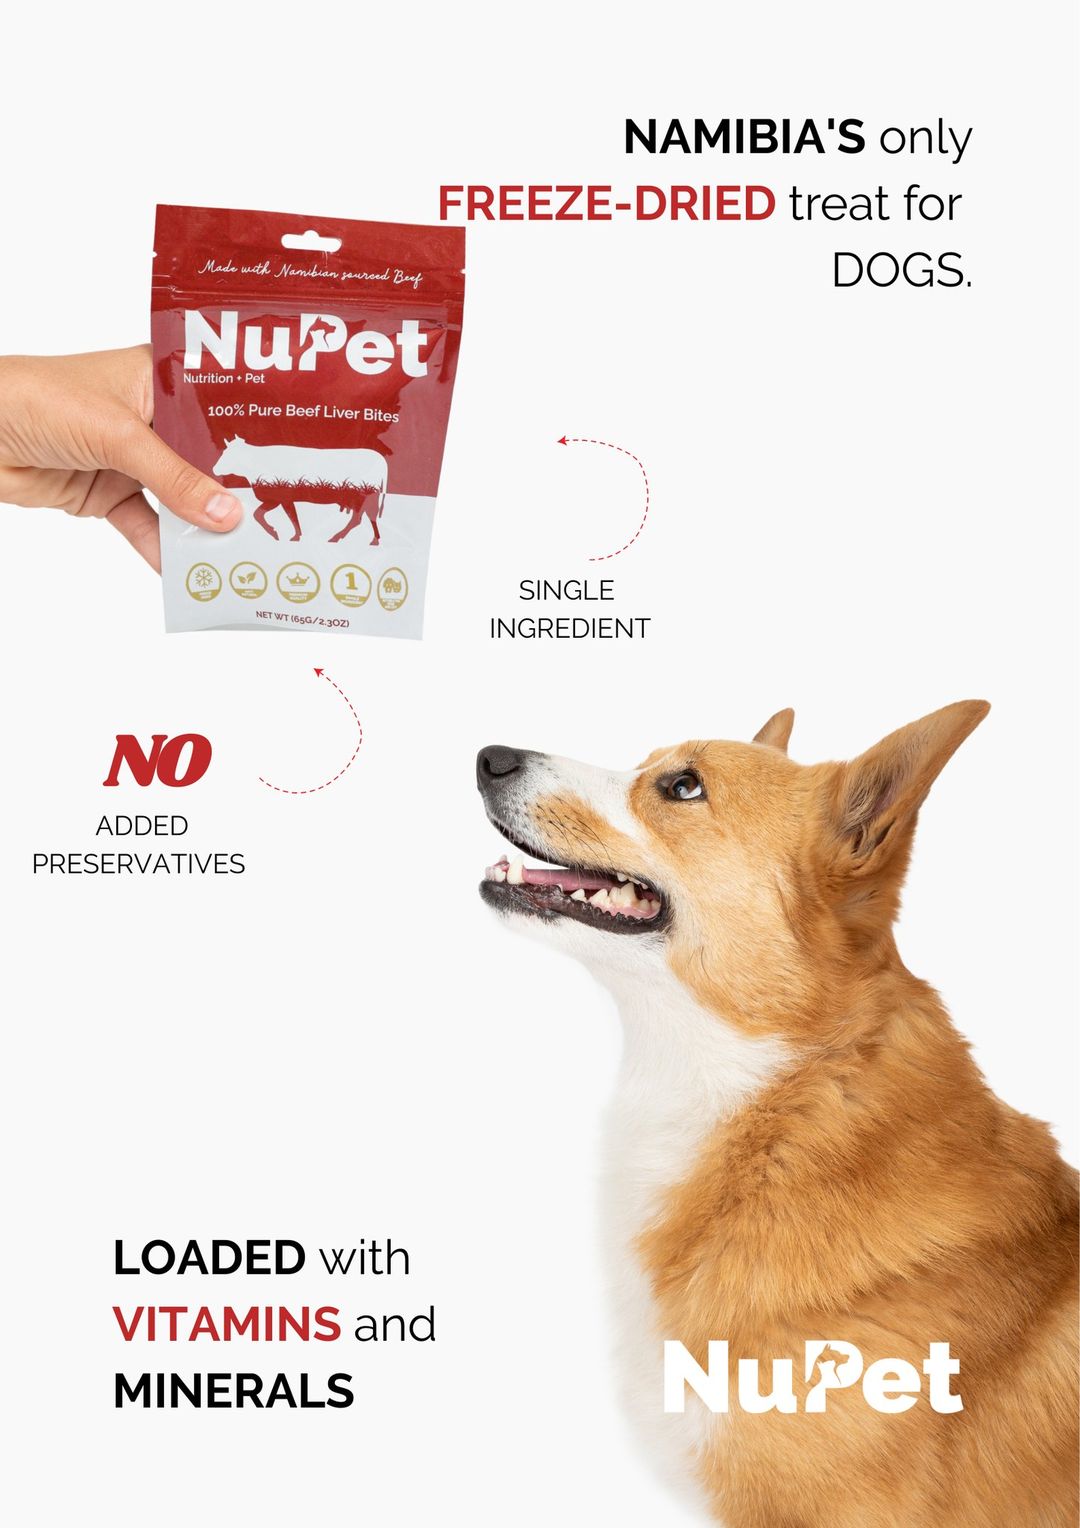 NAMIBIA'S only
FREEZE-DRIED treat for
DOGS.
Made with Namibian sourced Beef
NuPet
Nutrition + Pet
100% Pure Beef Liver Bites
1
NET WT (65G/2.3OZ)
SINGLE
INGREDIENT
NO
ADDED
PRESERVATIVES
LOADED with
VITAMINS and
MINERALS
NuPet